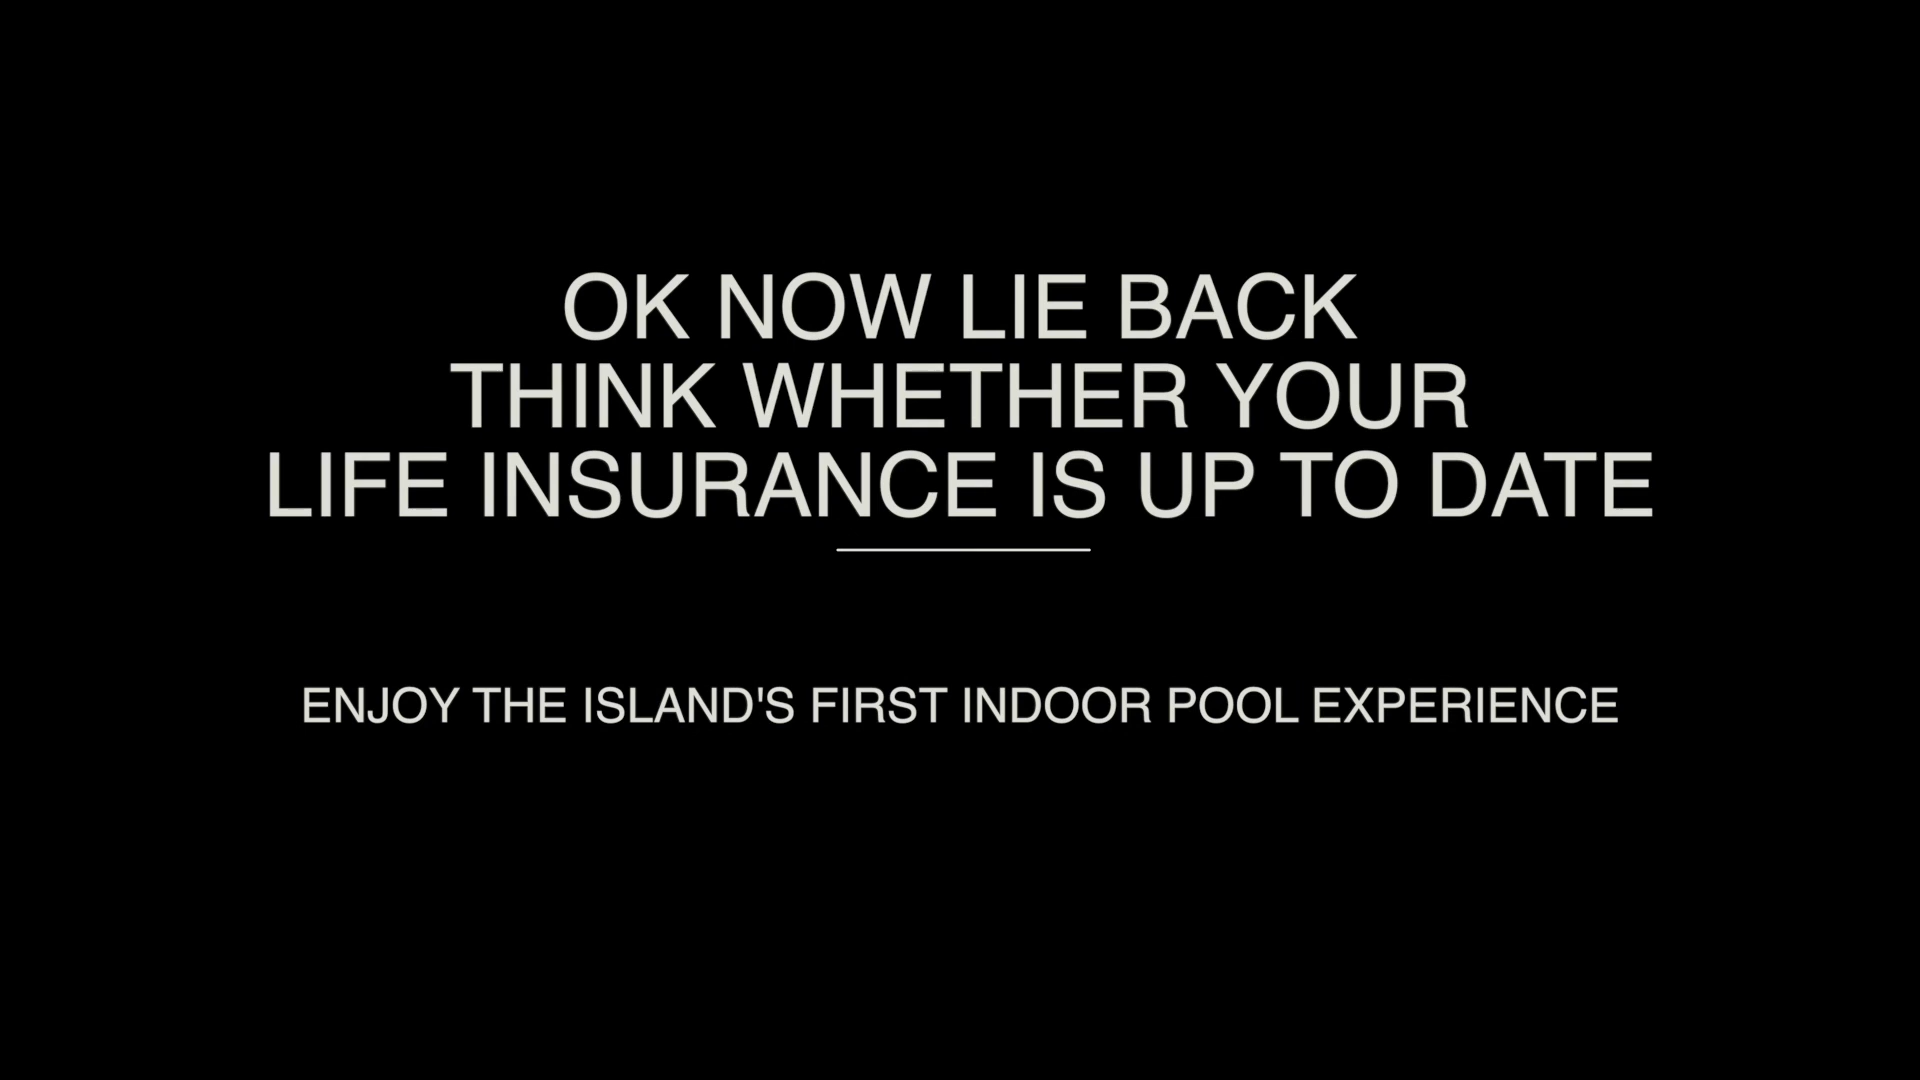 OK NOW LIE BACK
THINK WHETHER YOUR
LIFE INSURANCE IS UP TO DATE
ENJOY THE ISLAND'S FIRST INDOOR POOL EXPERIENCE